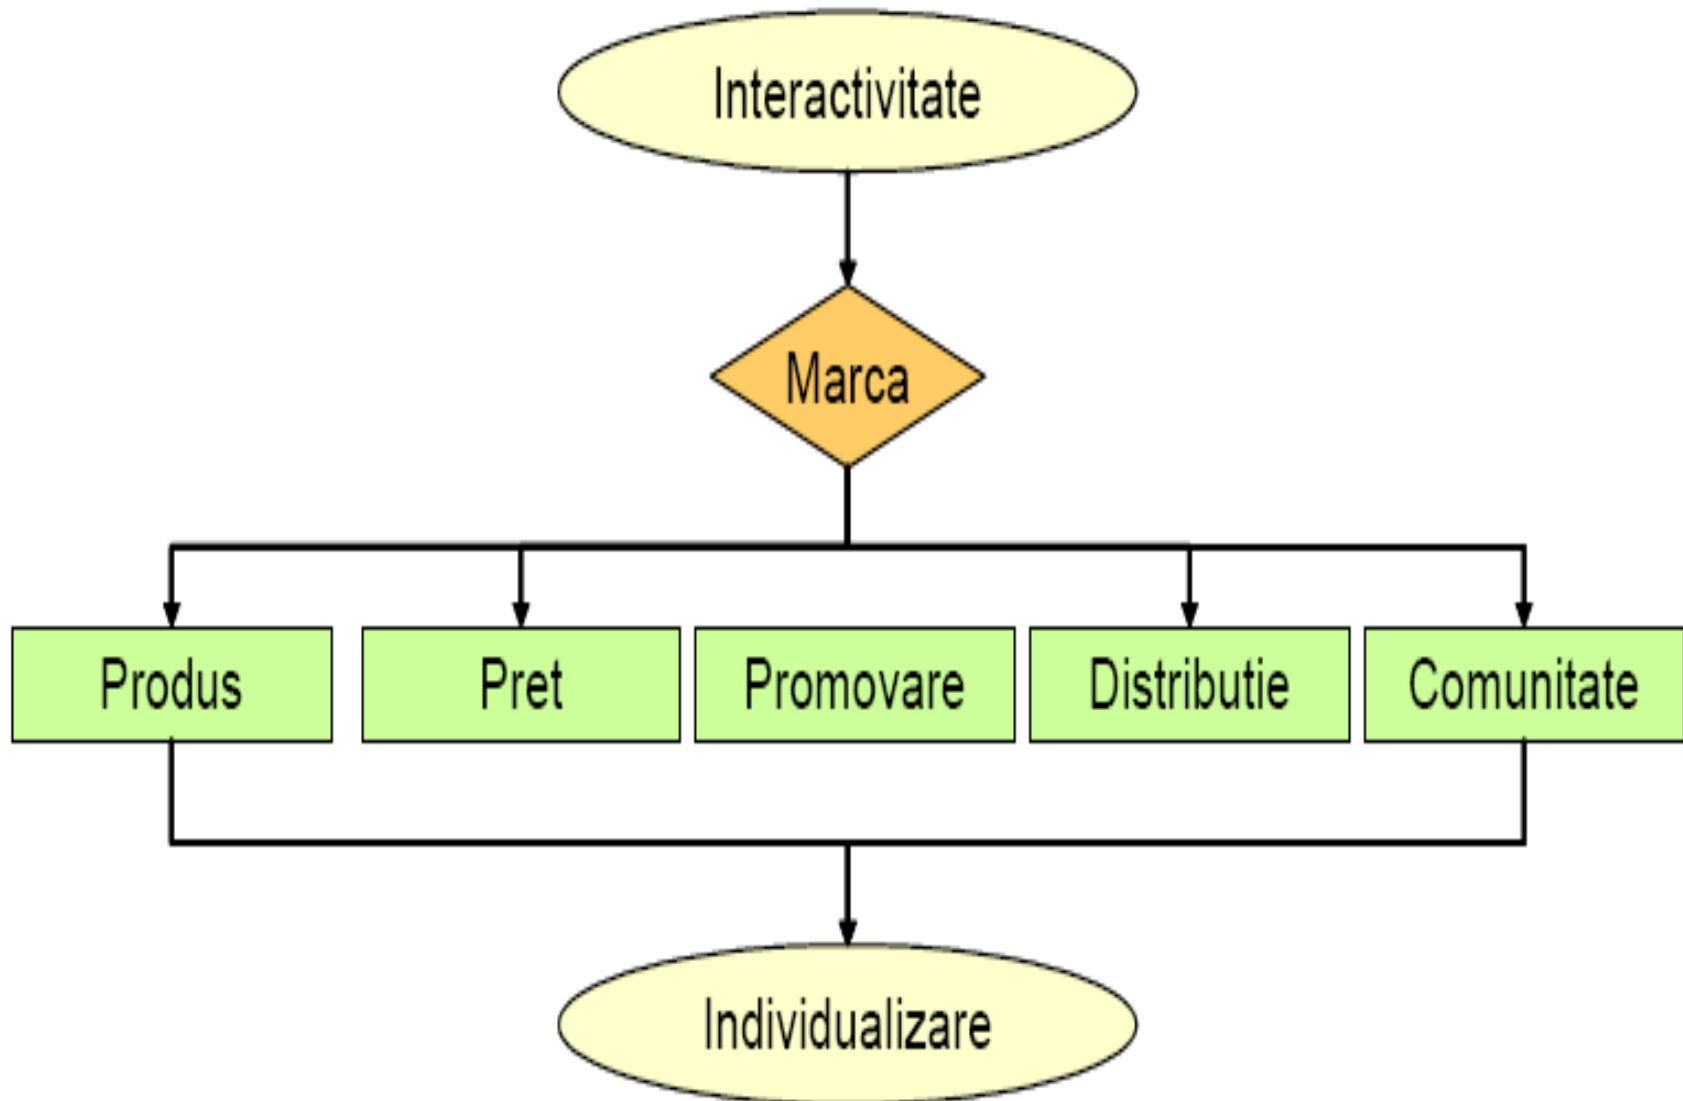 Interactivitate
Marca
Produs
Pret
Promovare
Distributie
Comunitate
Individualizare